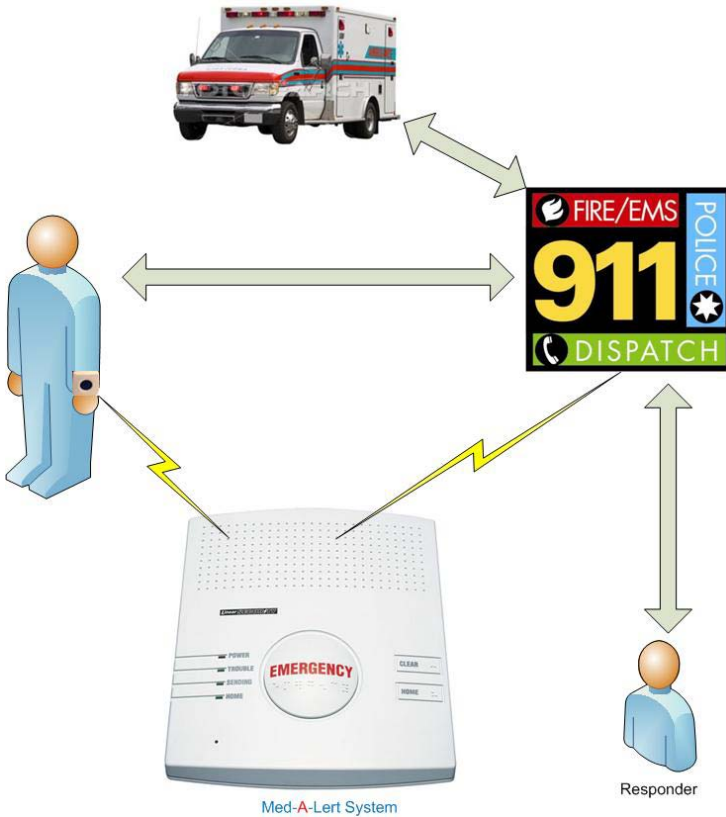 FIRE/EMS
POLICE
911
DISPATCH
POWER
TROUBLE
SENDING
HOME
EMERGENCY
CLEAR
HOME
Responder
Med-A-Lert System